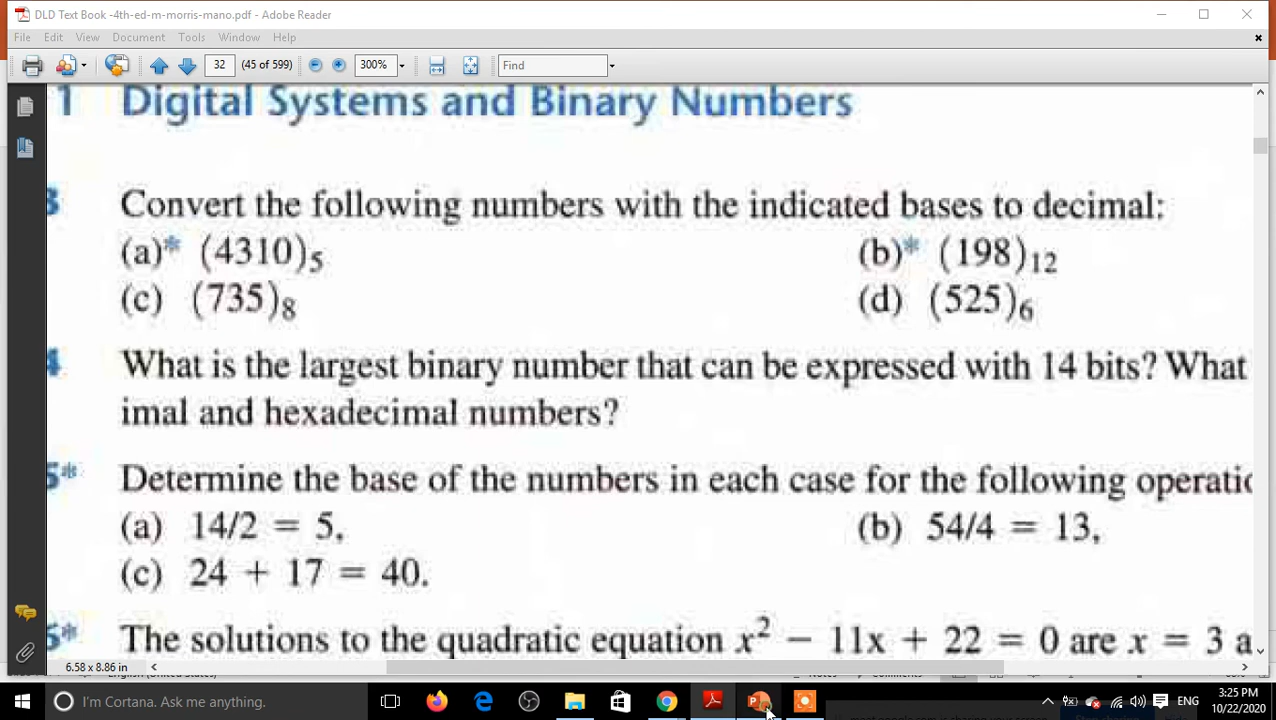 DLD Text Book -4th-ed-m-morris-mano.pdf - Adobe Reader
File Edit View Document Tools Window Help
32 (45 of 599) 300% Find
1 Digital Systems and Binary Numbers
3 Convert the following numbers with the indicated bases to decimal:
(a)* (4310)5 (b)* (198)12
(c) (735)8 (d) (525)6
4 What is the largest binary number that can be expressed with 14 bits? What
imal and hexadecimal numbers?
5* Determine the base of the numbers in each case for the following
(a) 14/2 = 5, (b) 54/4 = 13,
(c) 24 + 17 = 40.
6* The solutions to the quadratic equation x² − 11x + 22 = 0 are x = 3
6.58 x 8.86 in
I'm Cortana. Ask me anything.
ENG
3:25 PM
10/22/2020